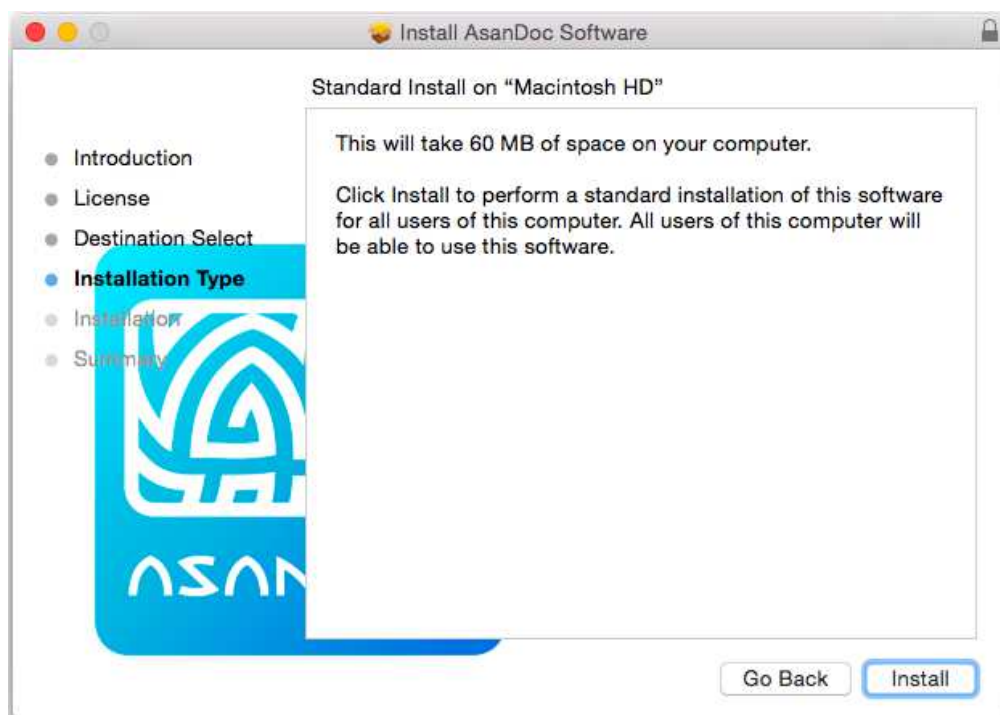 Install AsanDoc Software
Standard Install on “Macintosh HD”
Introduction
License
Destination Select
Installation Type
Installation
Summary
This will take 60 MB of space on your computer.
Click Install to perform a standard installation of this software
for all users of this computer. All users of this computer will
be able to use this software.
ASAN
Go Back
Install